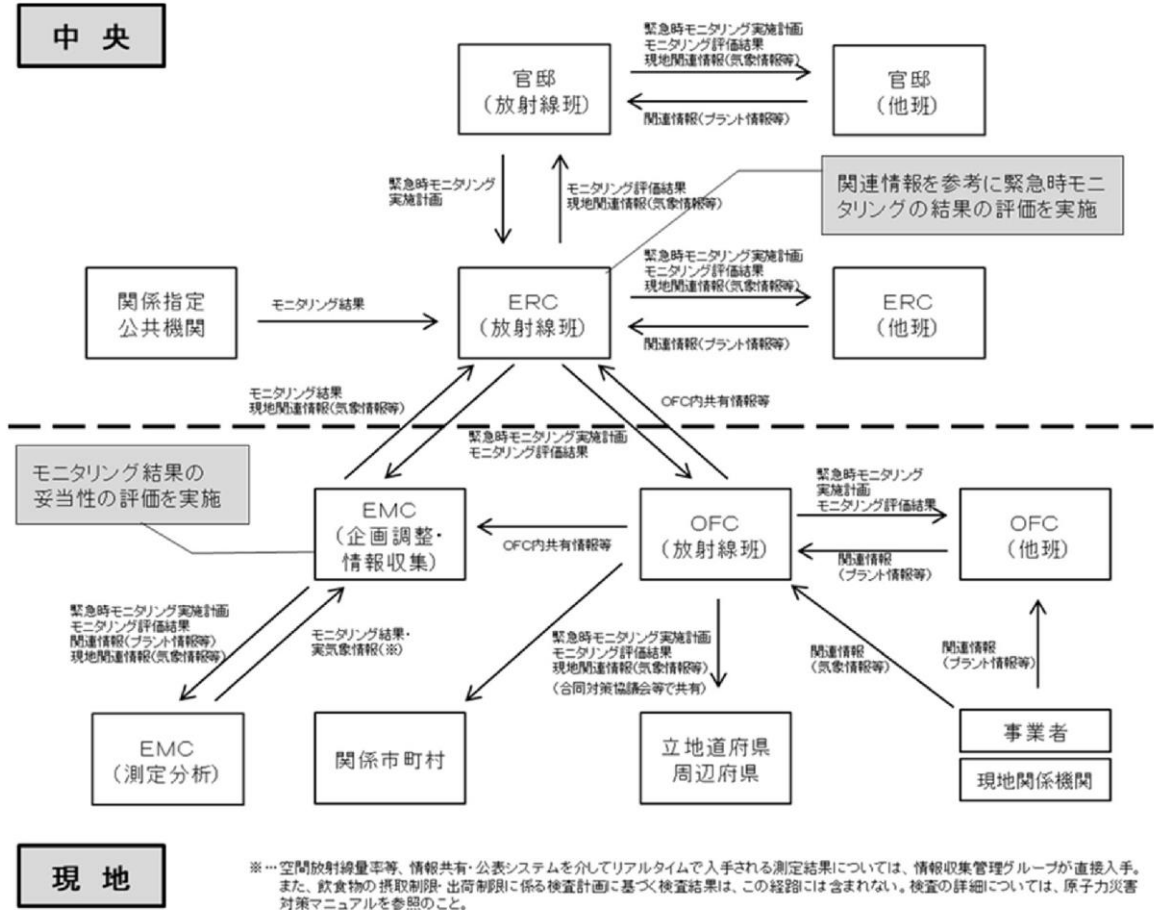 中 央
緊急時モニタリング実施計画
モニタリング評価結果
現地関連情報(気象情報等)
官邸
(放射線班)
官邸
(他班)
関連情報(プラント情報等)
緊急時モニタリング
実施計画
モニタリング評価結果
現地関連情報(気象情報等)
関連情報を参考に緊急時モニ
タリングの結果の評価を実施
緊急時モニタリング実施計画
モニタリング評価結果
現地関連情報(気象情報等)
関係指定
公共機関
モニタリング結果
ERC
(放射線班)
ERC
(他班)
関連情報(プラント情報等)
モニタリング結果
現地関連情報(気象情報等)
OFC内共有情報等
緊急時モニタリング実施計画
モニタリング評価結果
モニタリング結果の
妥当性の評価を実施
EMC
(企画調整・
情報収集)
OFC内共有情報等
OFC
(放射線班)
緊急時モニタリング
実施計画
モニタリング評価結果
OFC
(他班)
関連情報
(プラント情報等)
緊急時モニタリング実施計画
モニタリング評価結果
関連情報(プラント情報等)
現地関連情報(気象情報等)
モニタリング結果・
実気象情報(※)
緊急時モニタリング実施計画
モニタリング評価結果
現地関連情報(気象情報等)
(合同対策協議会等で共有)
関連情報
(気象情報等)
関連情報
(プラント情報等)
EMC
(測定分析)
関係市町村
立地道府県
周辺府県
事業者
現地関係機関
現 地
※…空間放射線量率等、情報共有・公表システムを介してリアルタイムで入手される測定結果については、情報収集管理グループが直接入手。
また、飲食物の摂取制限・出荷制限に係る検査計画に基づく検査結果は、この経路には含まれない。検査の詳細については、原子力災害
対策マニュアルを参照のこと。